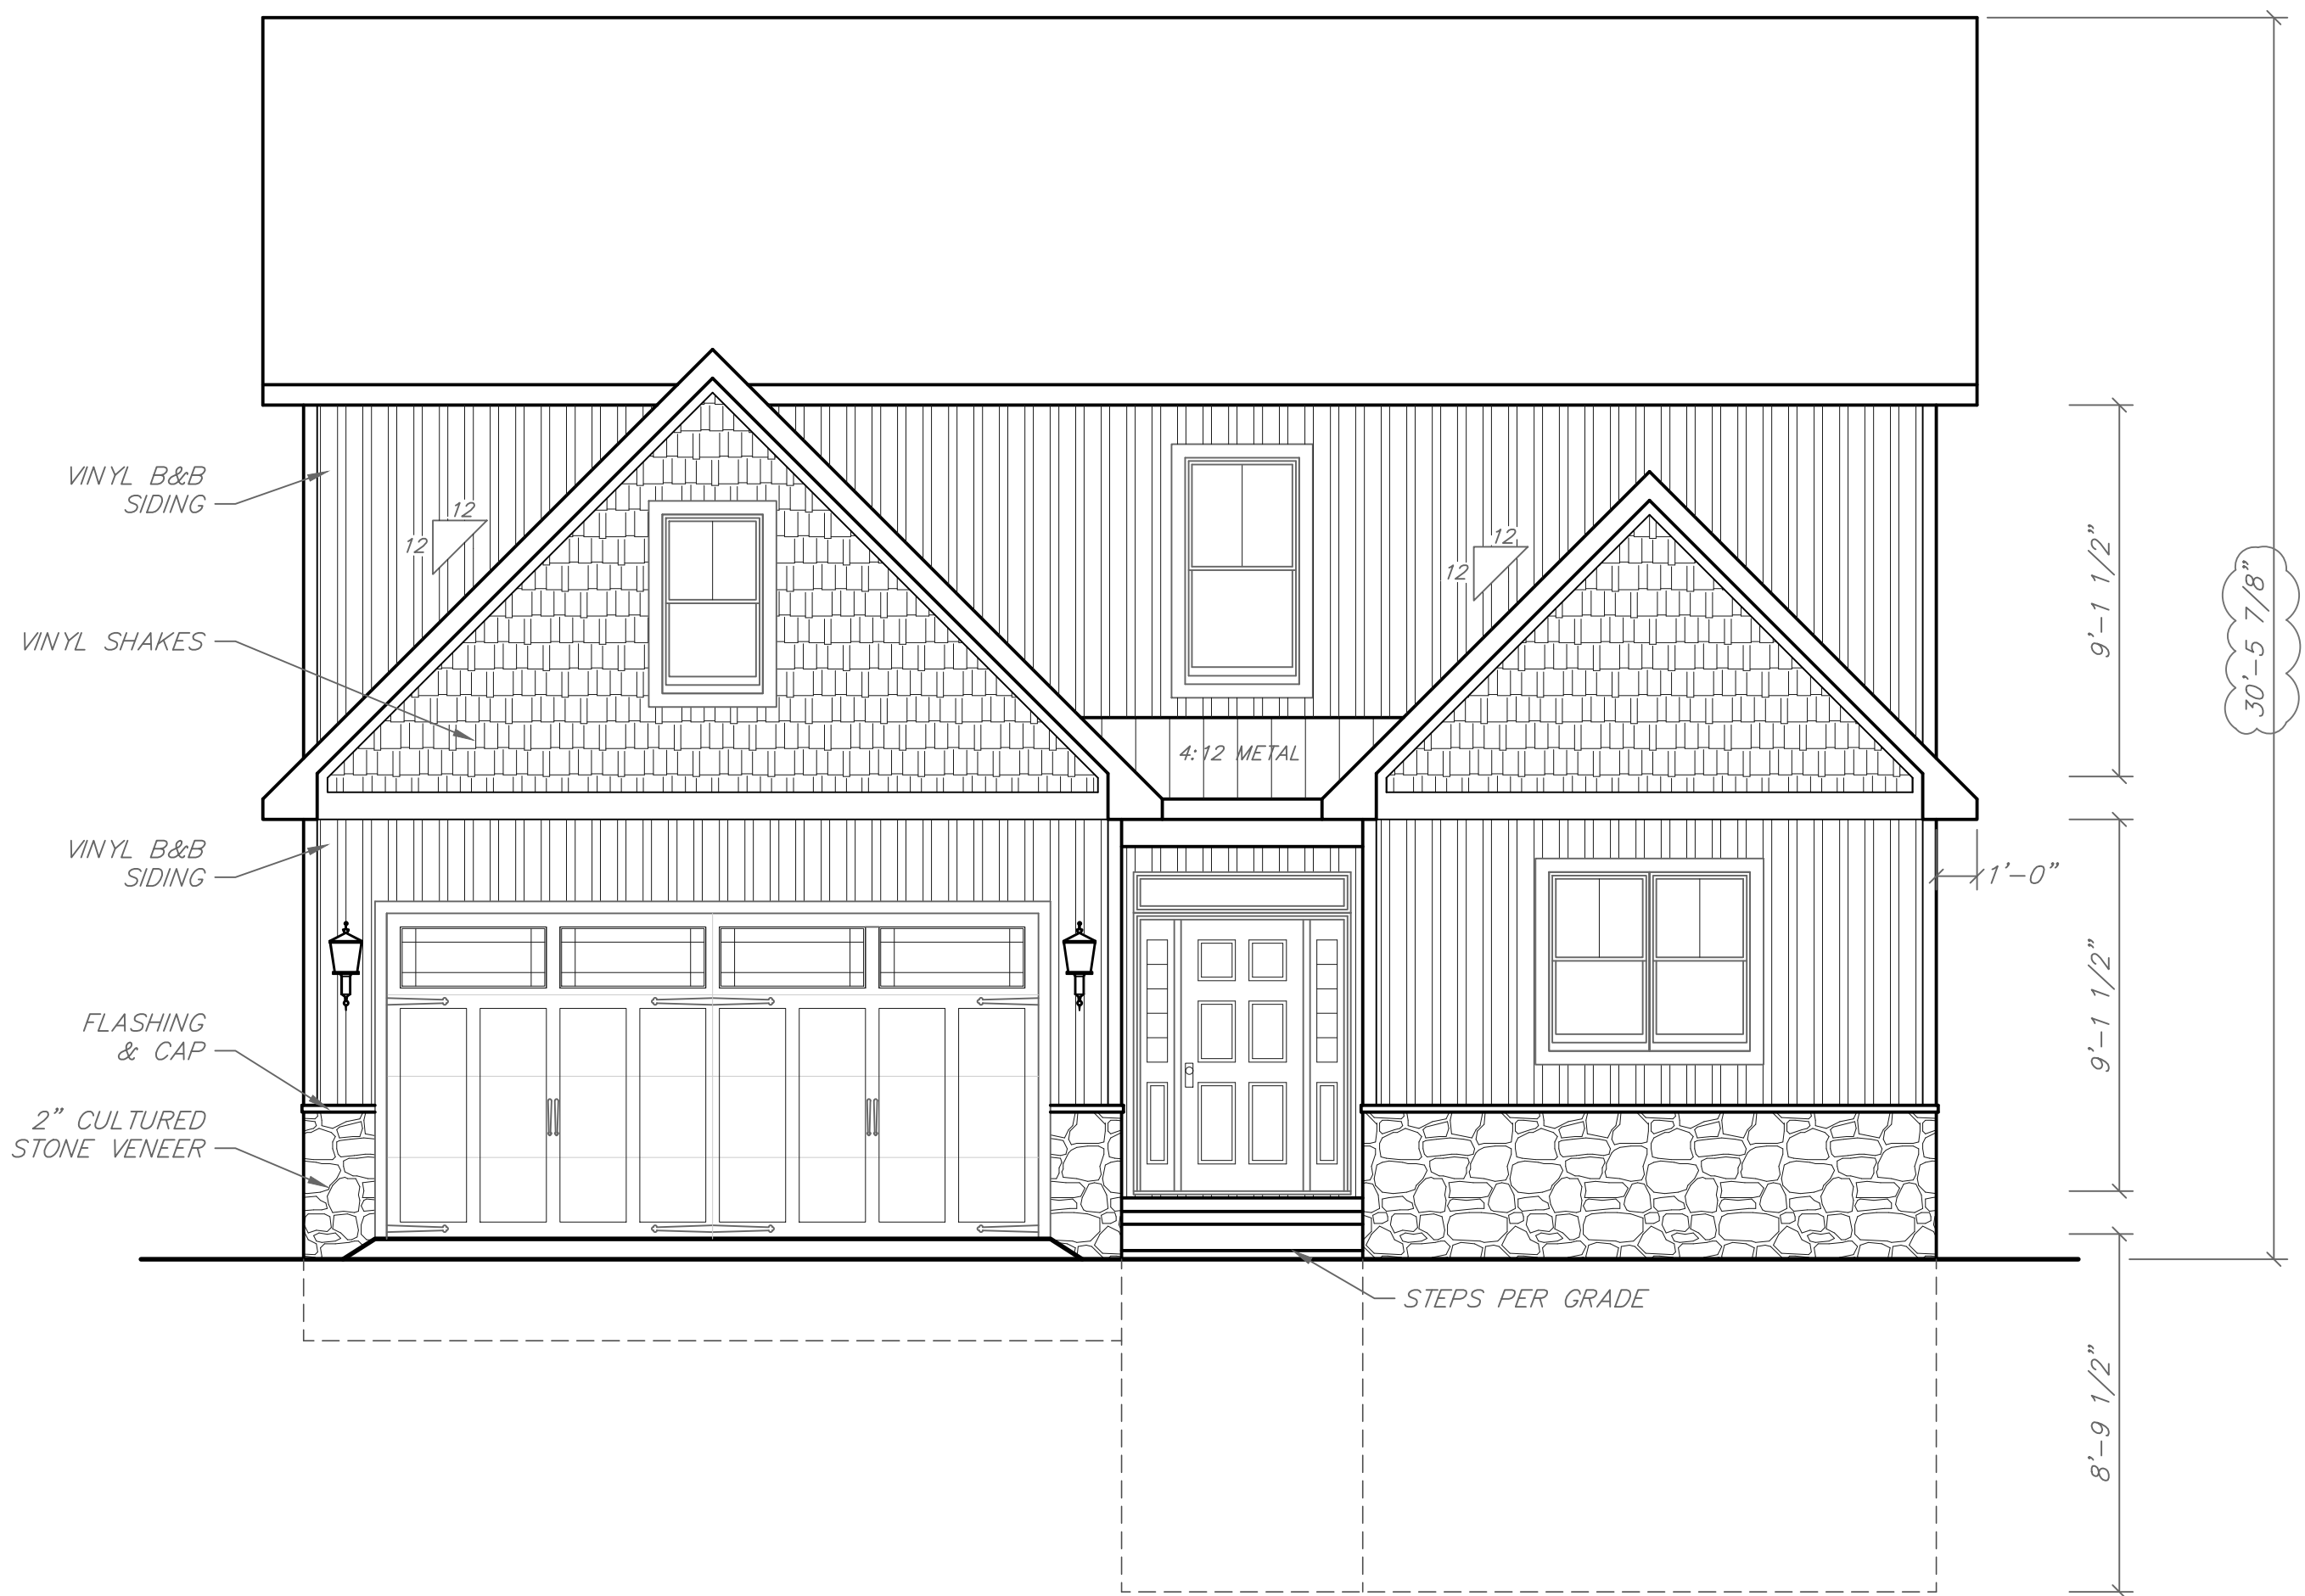 VINYL B&B
SIDING
12
12
12
12
9'-1 1/2"
30'-5 7/8"
VINYL SHAKES
4:12 METAL
VINYL B&B
SIDING
1'-0"
9'-1 1/2"
FLASHING
& CAP
2" CULTURED
STONE VENEER
STEPS PER GRADE
8'-9 1/2"